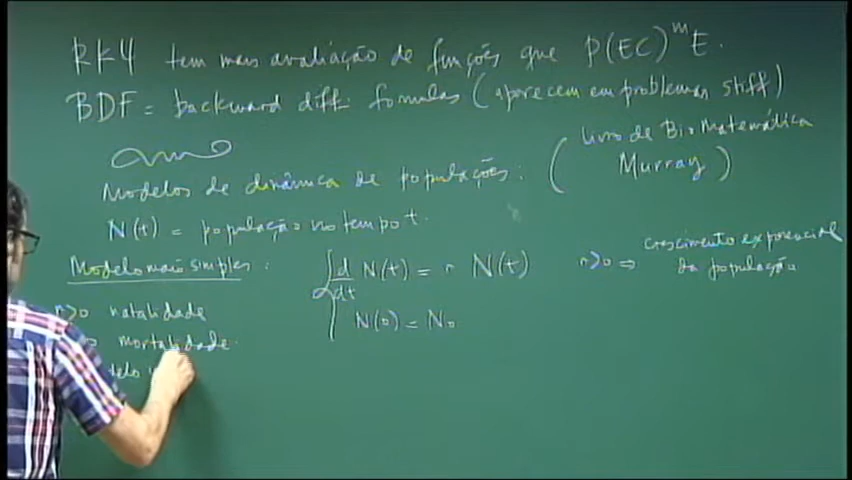 RK4 tem mais avaliação de funções que P(EC)^m E.
BDF = backward diff. formulas (aparecem em problemas stiff)
Modelos de dinâmica de populações : (livro de Biomatemática
Murray)
N(t) = população no tempo t.
Modelo mais simples :
d/dt N(t) = r N(t)
N(0) = N₀
r>0 ⇒ crescimento exponencial
da população
r>0 natalidade
mortalidade